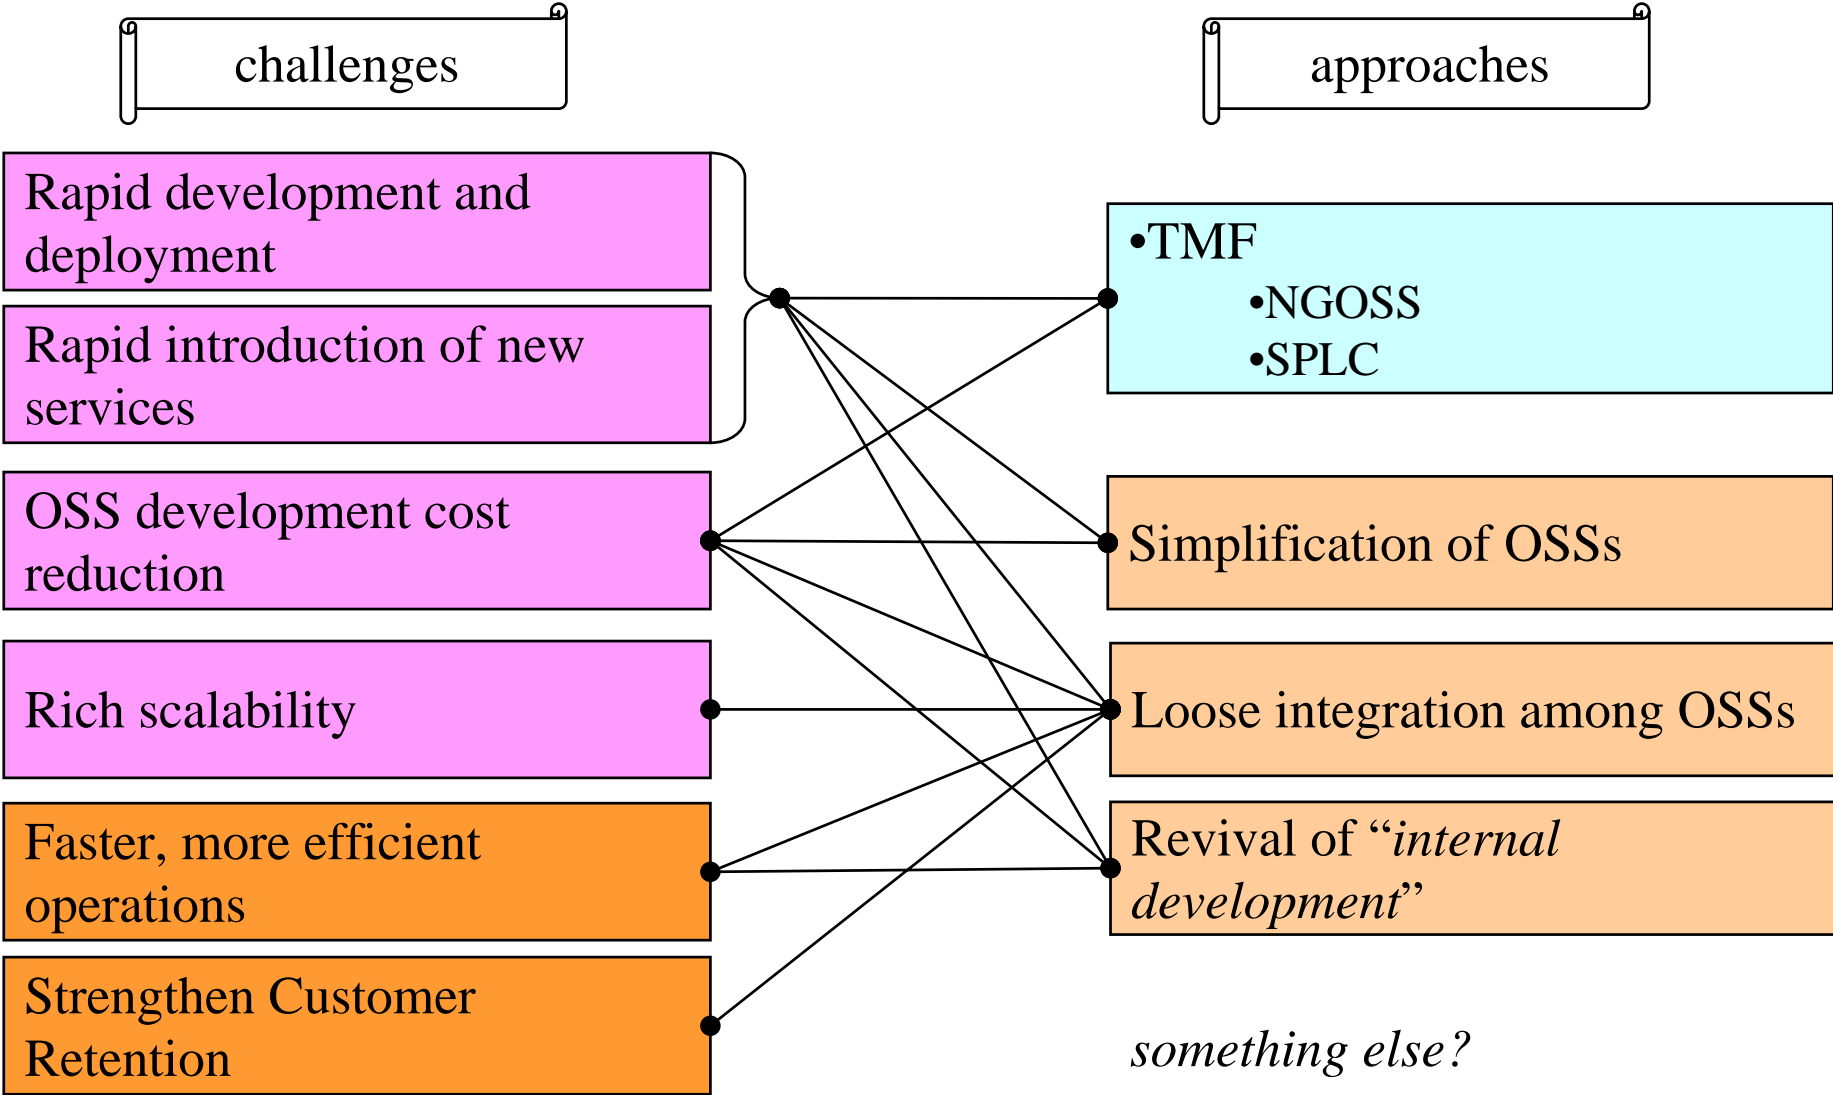 challenges
approaches
Rapid development and
deployment
Rapid introduction of new
services
OSS development cost
reduction
Rich scalability
Faster, more efficient
operations
Strengthen Customer
Retention
•TMF
•NGOSS
•SPLC
Simplification of OSSs
Loose integration among OSSs
Revival of “internal
development”
something else?